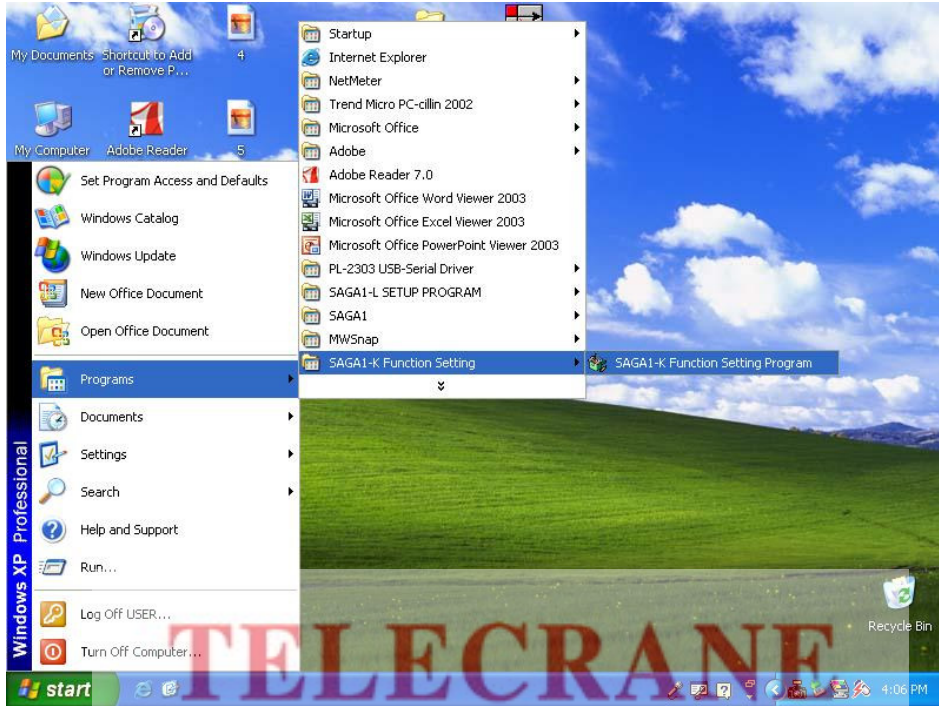 My Documents
Shortcut to Add
or Remove P...
4
My Computer
Adobe Reader
5
Startup
Internet Explorer
NetMeter
Trend Micro PC-cillin 2002
Microsoft Office
Adobe
Adobe Reader 7.0
Microsoft Office Word Viewer 2003
Microsoft Office Excel Viewer 2003
Microsoft Office PowerPoint Viewer 2003
PL-2303 USB-Serial Driver
SAGA1-L SETUP PROGRAM
SAGA1
MWSnap
SAGA1-K Function Setting
SAGA1-K Function Setting Program
Set Program Access and Defaults
Windows Catalog
Windows Update
New Office Document
Open Office Document
Programs
Documents
Settings
Search
Help and Support
Run...
Log Off USER...
Turn Off Computer...
Windows XP Professional
Recycle Bin
TELECRANE
start
4:06 PM